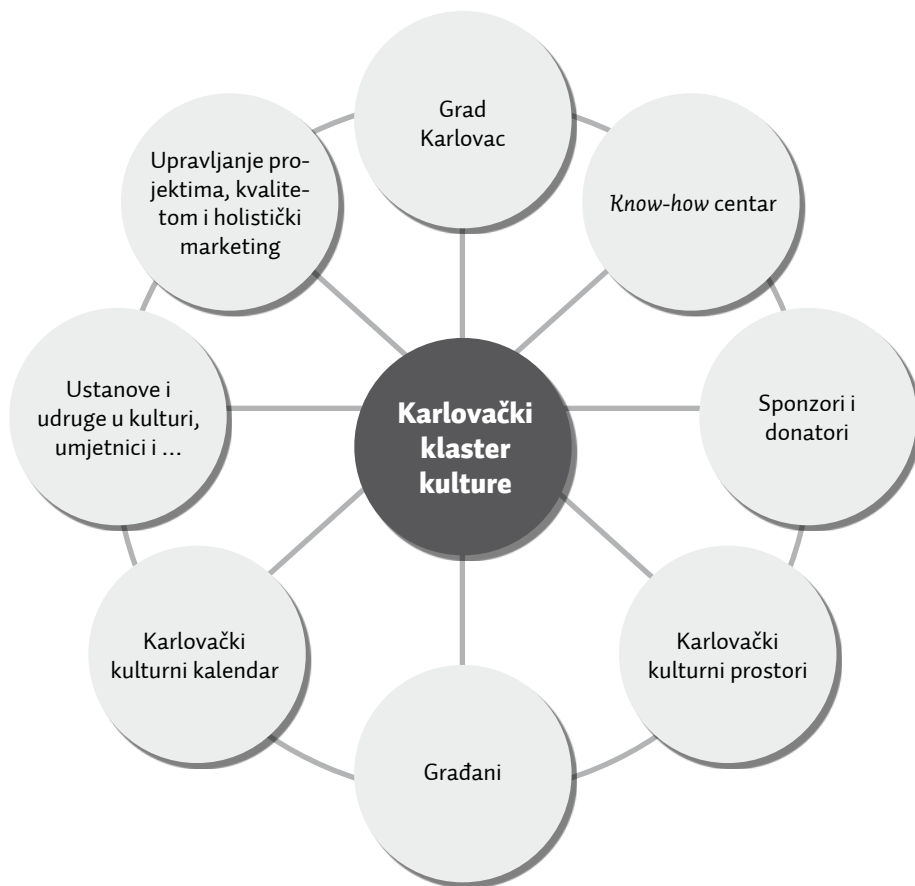 Grad
Karlovac
Know-how centar
Sponzori i
donatori
Karlovački
kulturni prostori
Građani
Karlovački
kulturni kalendar
Ustanove i
udruge u kulturi,
umjetnici i ...
Upravljanje pro-
jektima, kvalite-
tom i holistički
marketing
Karlovački
klaster
kulture